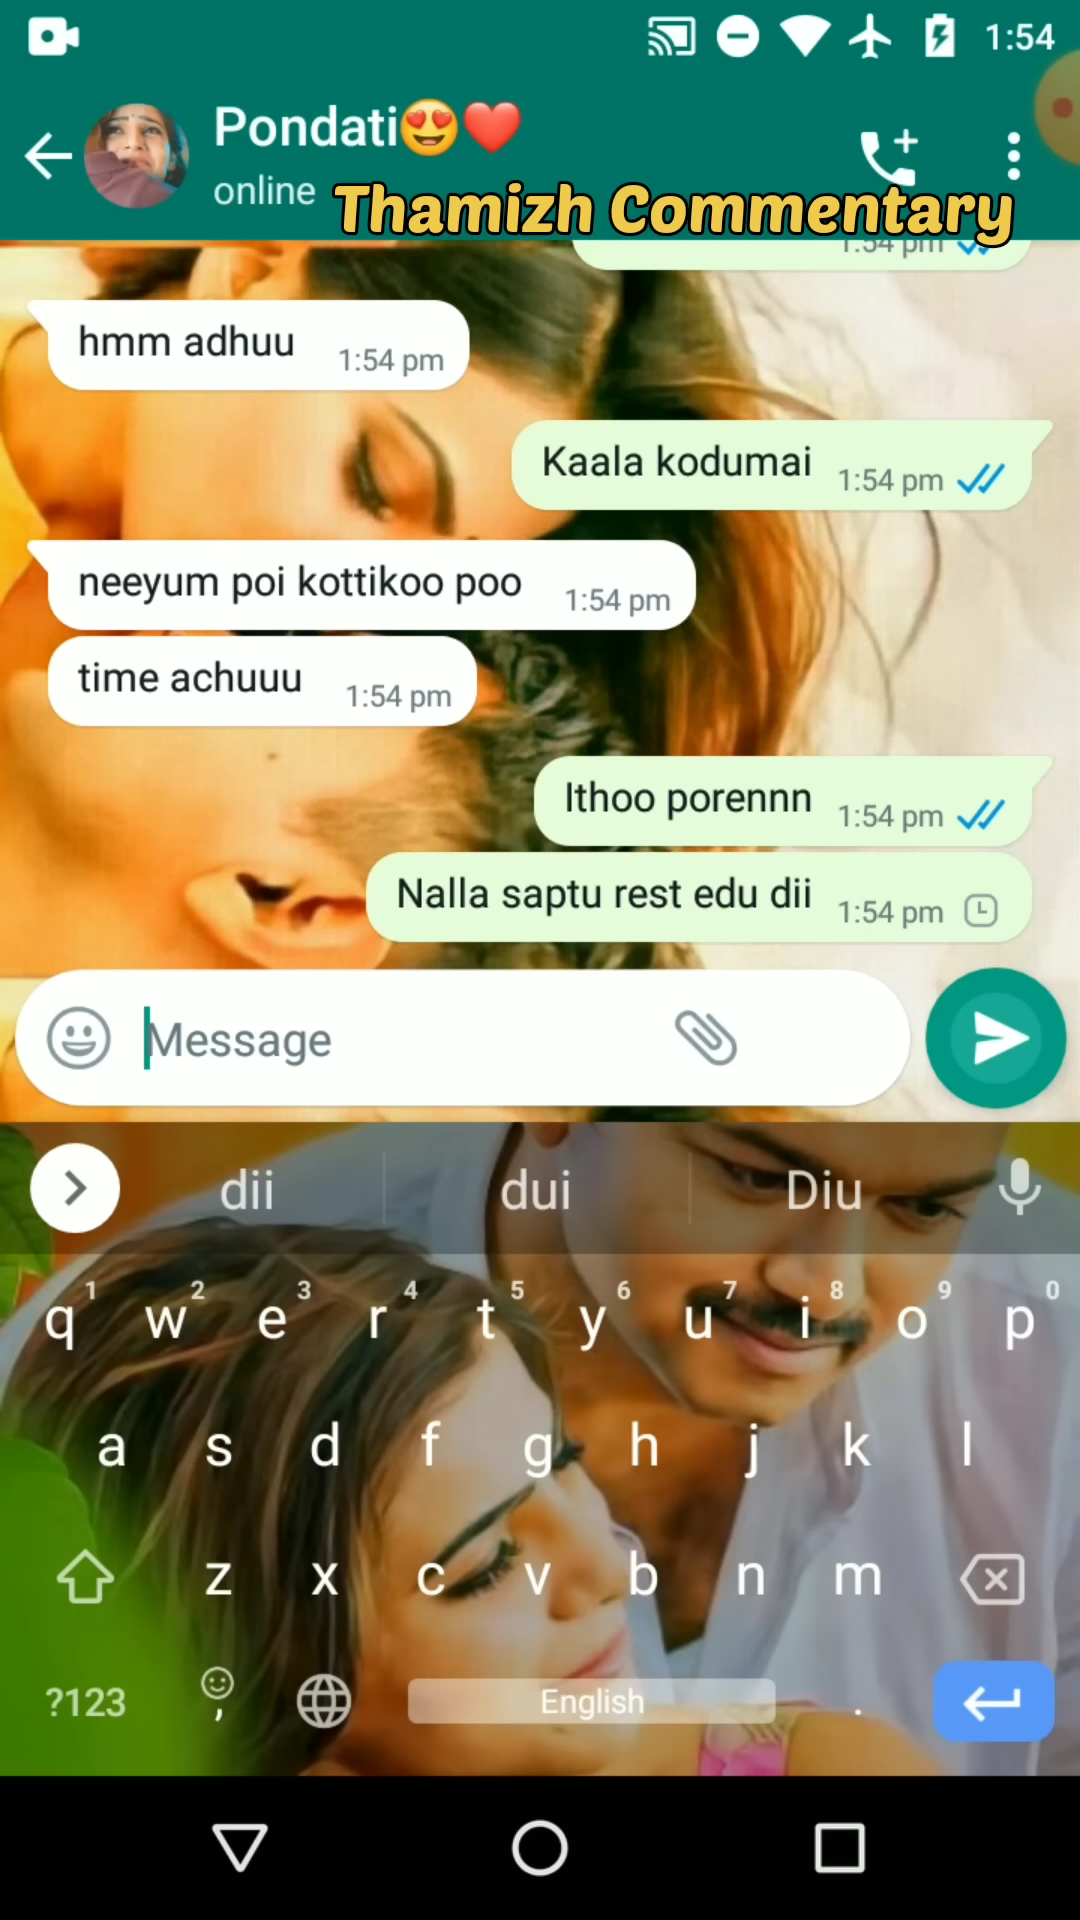 1:54
Pondati😍❤️
online
Thamizh Commentary
1:54 pm
hmm adhuu 1:54 pm
Kaala kodumai 1:54 pm
neeyum poi kottikoo poo 1:54 pm
time achuuu 1:54 pm
Ithoo porennn 1:54 pm
Nalla saptu rest edu dii 1:54 pm
Message
dii dui Diu
1 2 3 4 5 6 7 8 9 0
q w e r t y u i o p
a s d f g h j k l
z x c v b n m
?123 , English .